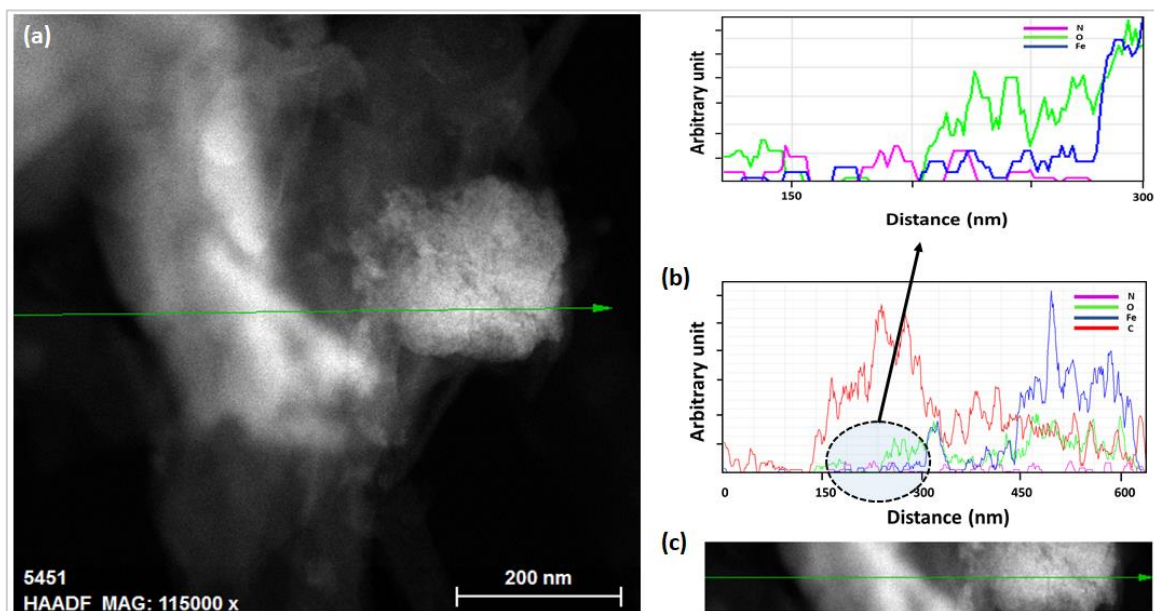 (a)
5451
HAADF MAG: 115000 x
200 nm
N
O
Fe
Arbitrary unit
150
300
Distance (nm)
(b)
N
O
Fe
C
Arbitrary unit
0
150
300
450
600
Distance (nm)
(c)